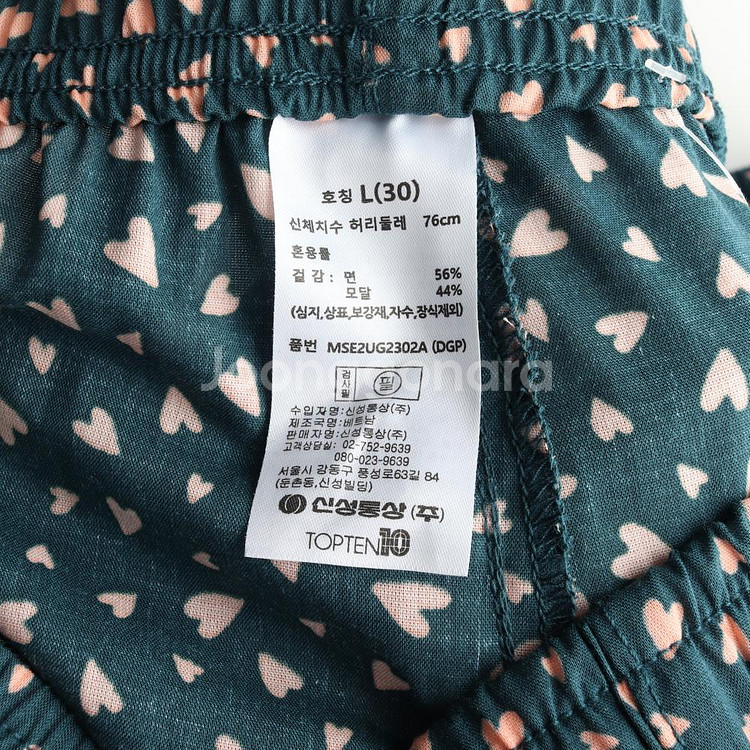 호칭 L(30)
신체치수 허리둘레 76cm
혼용률
겉감 : 면 56%
모달 44%
(심지,상표,보강재,자수,장식제외)
품번 MSE2UG2302A (DGP)
검사필 필
수입자명:신성통상(주)
제조국명:베트남
판매자명:신성통상(주)
고객상담실: 02-752-9639
080-023-9639
서울시 강동구 풍성로63길 84
(둔촌동,신성빌딩)
신성통상 (주)
TOPTEN10